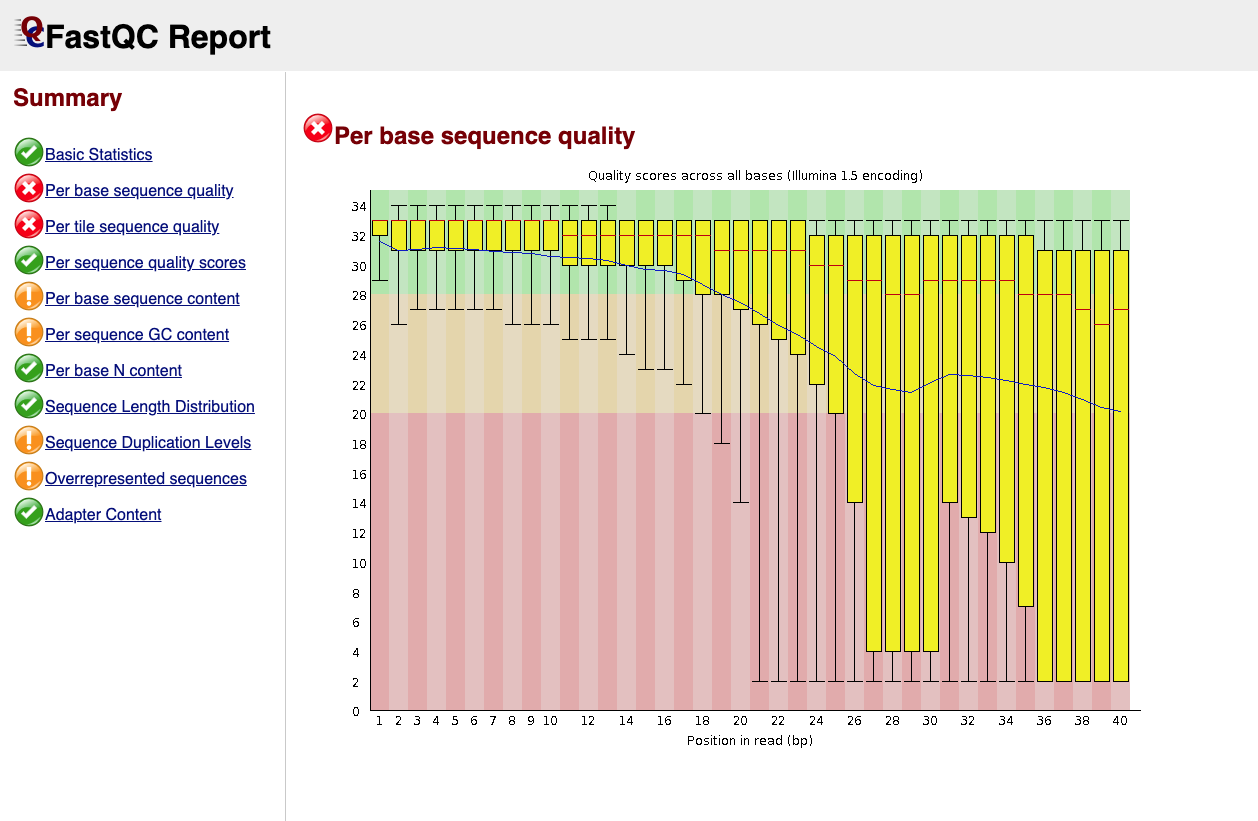 QC FastQC Report
Summary
Basic Statistics
Per base sequence quality
Per tile sequence quality
Per sequence quality scores
Per base sequence content
Per sequence GC content
Per base N content
Sequence Length Distribution
Sequence Duplication Levels
Overrepresented sequences
Adapter Content
Per base sequence quality
Quality scores across all bases (Illumina 1.5 encoding)
34
32
30
28
26
24
22
20
18
16
14
12
10
8
6
4
2
0
1 2 3 4 5 6 7 8 9 10 12 14 16 18 20 22 24 26 28 30 32 34 36 38 40
Position in read (bp)